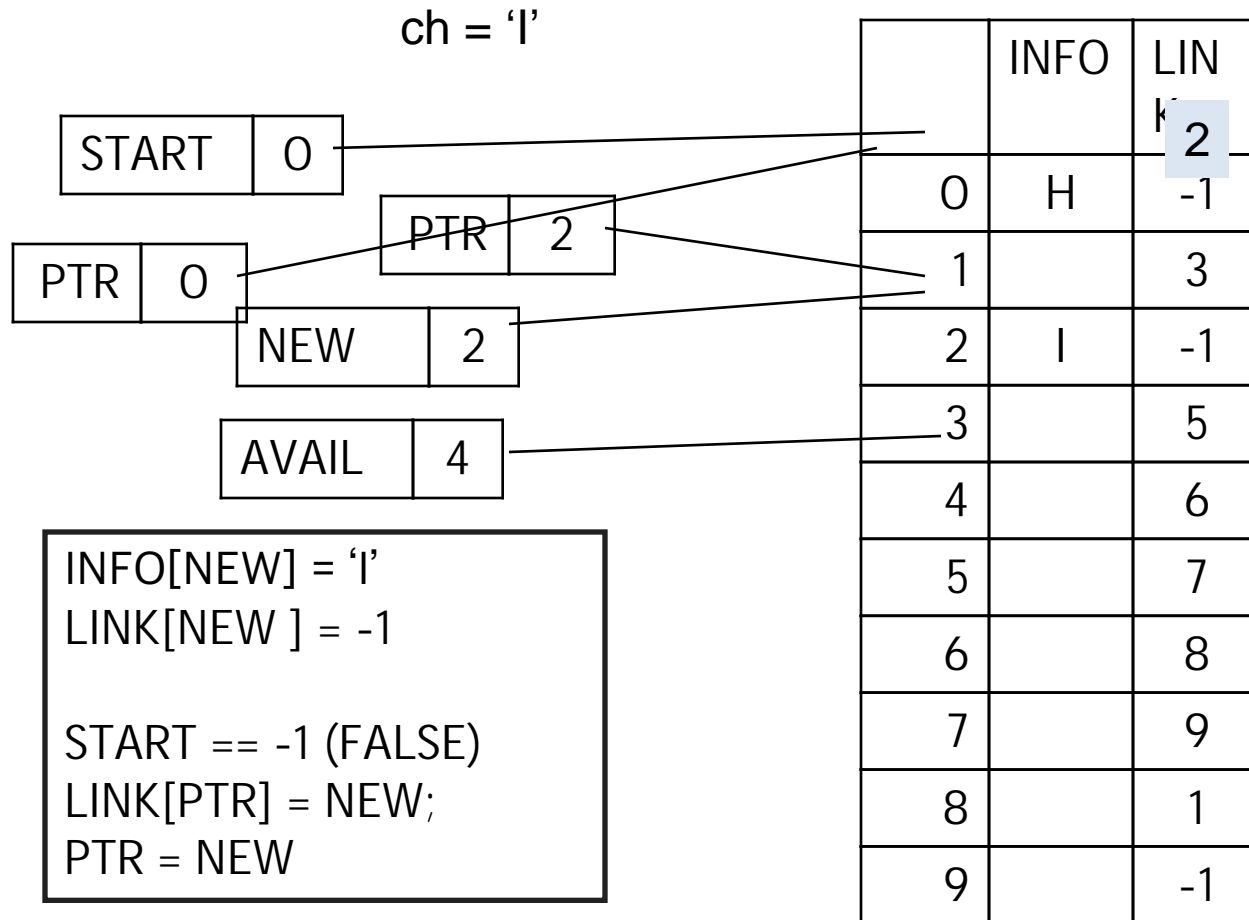 ch = ‘I’
START 0
PTR 2
PTR 0
NEW 2
AVAIL 4
INFO[NEW] = ‘I’
LINK[NEW ] = -1
START == -1 (FALSE)
LINK[PTR] = NEW;
PTR = NEW
INFO LIN
K
2
0 H -1
1 3
2 I -1
3 5
4 6
5 7
6 8
7 9
8 1
9 -1